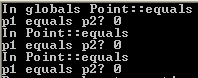 In globals Point::equals
p1 equals p2? 0
In Point::equals
p1 equals p2? 0
In Point::equals
p1 equals p2? 0